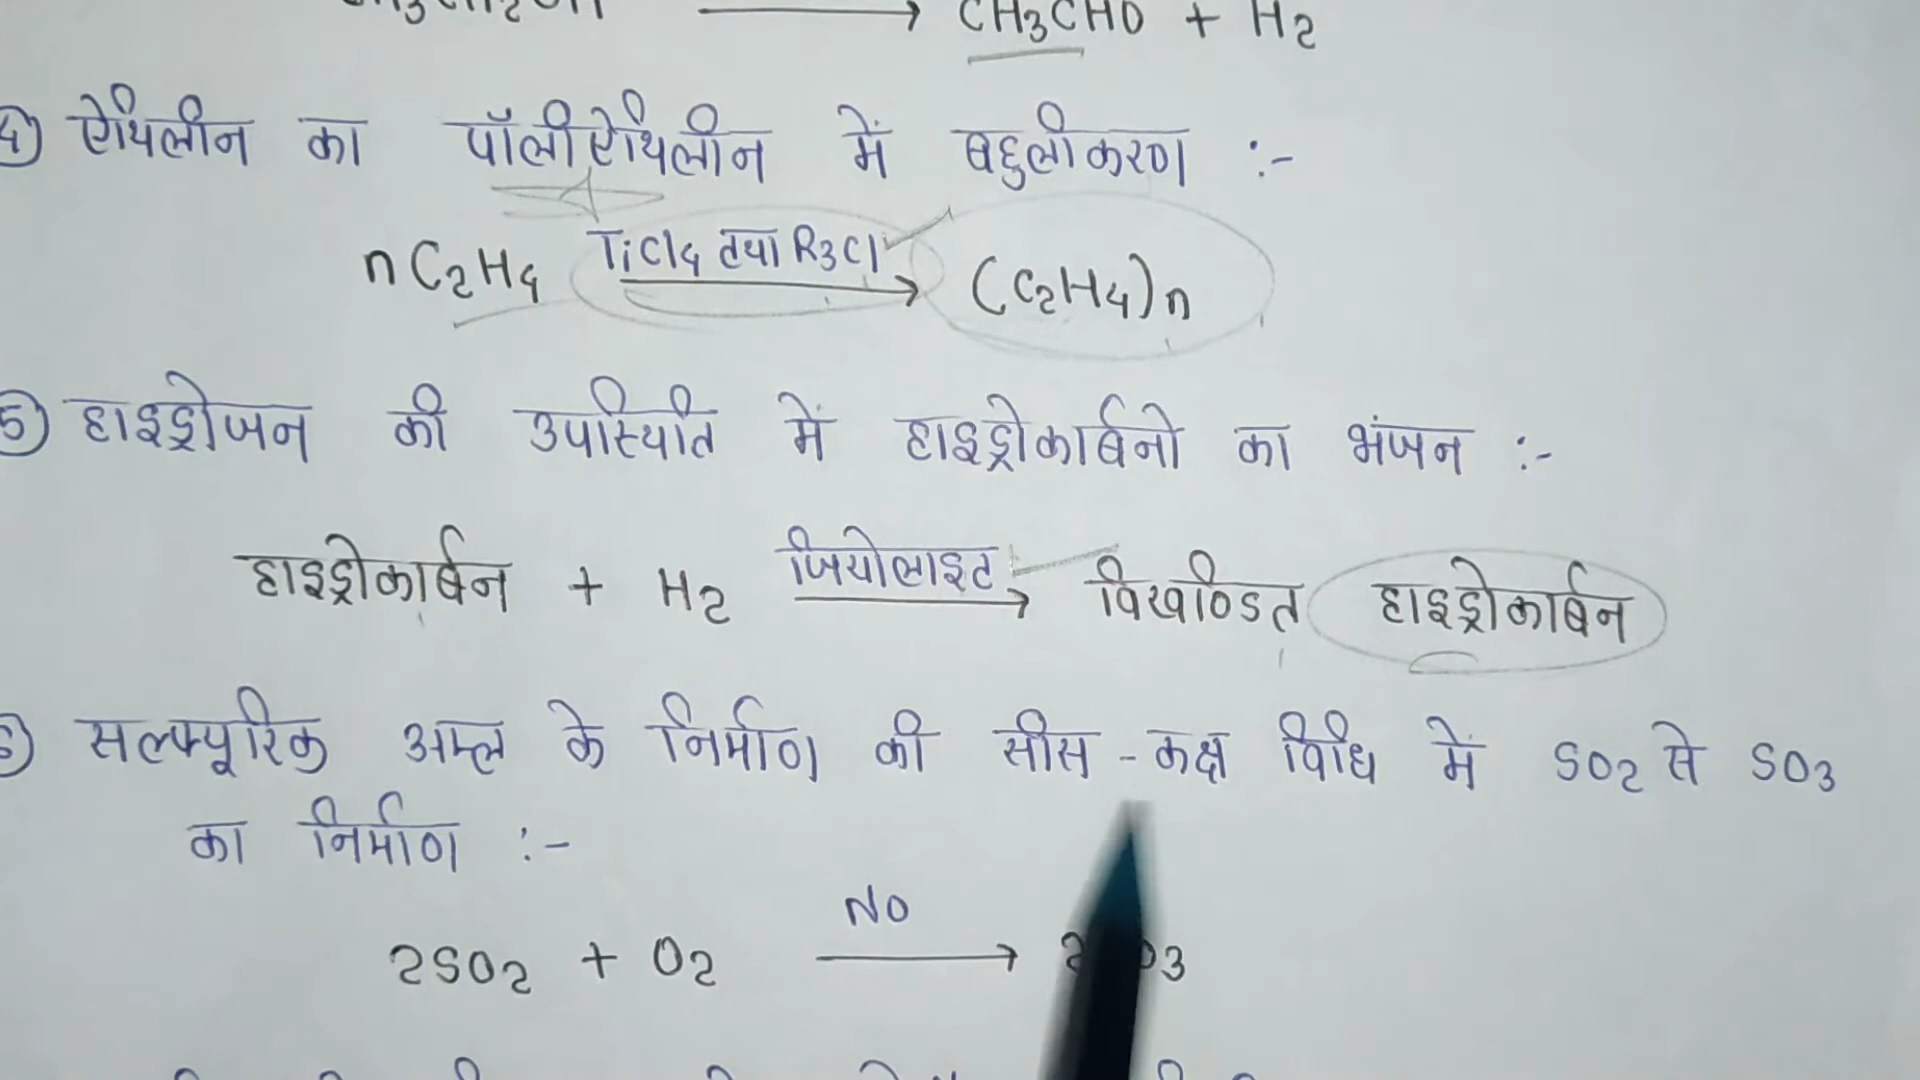 ⟶ CH3CHO + H2
4) ऐथिलीन का पॉलीऐथिलीन में बहुलीकरण :-
nC2H4 TiCl4 तथा R3Cl ⟶ (C2H4)n
5) हाइड्रोजन की उपस्थिति में हाइड्रोकार्बनो का भंजन :-
हाइड्रोकार्बन + H2 जियोलाइट ⟶ विखण्डित हाइड्रोकार्बन
6) सल्फ्यूरिक अम्ल के निर्माण की सीस - कक्ष विधि में SO2 से SO3
का निर्माण :-
NO
2SO2 + O2 ⟶